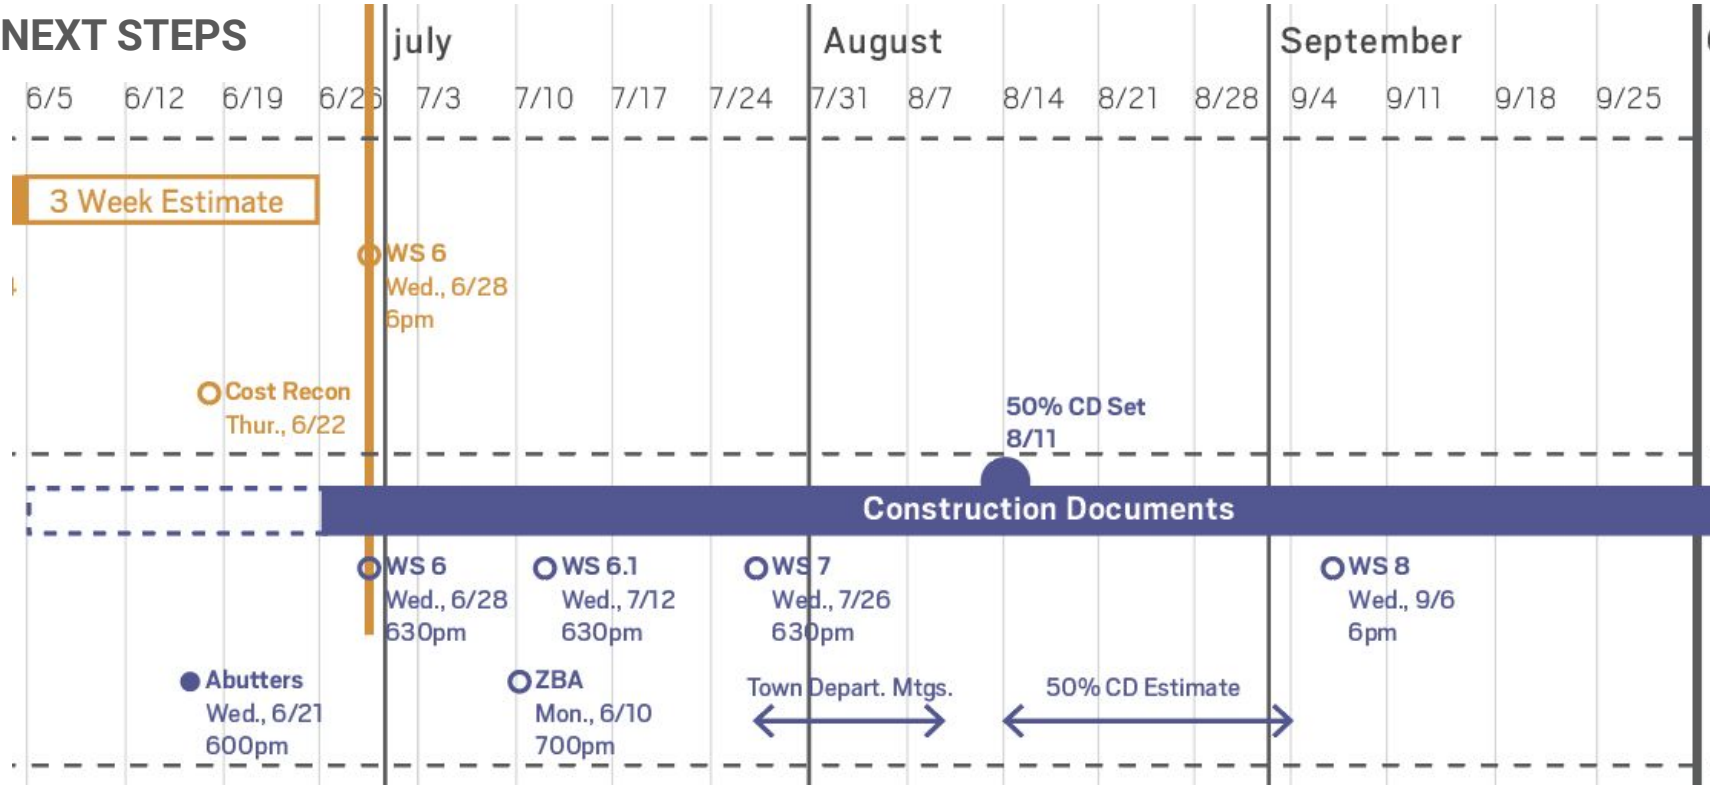 NEXT STEPS
july
August
September
6/5 6/12 6/19 6/26 7/3 7/10 7/17 7/24 7/31 8/7 8/14 8/21 8/28 9/4 9/11 9/18 9/25
3 Week Estimate
WS 6
Wed., 6/28
6pm
Cost Recon
Thur., 6/22
50% CD Set
8/11
Construction Documents
WS 6
Wed., 6/28
630pm
WS 6.1
Wed., 7/12
630pm
WS 7
Wed., 7/26
630pm
WS 8
Wed., 9/6
6pm
Abutters
Wed., 6/21
600pm
ZBA
Mon., 6/10
700pm
Town Depart. Mtgs.
50% CD Estimate